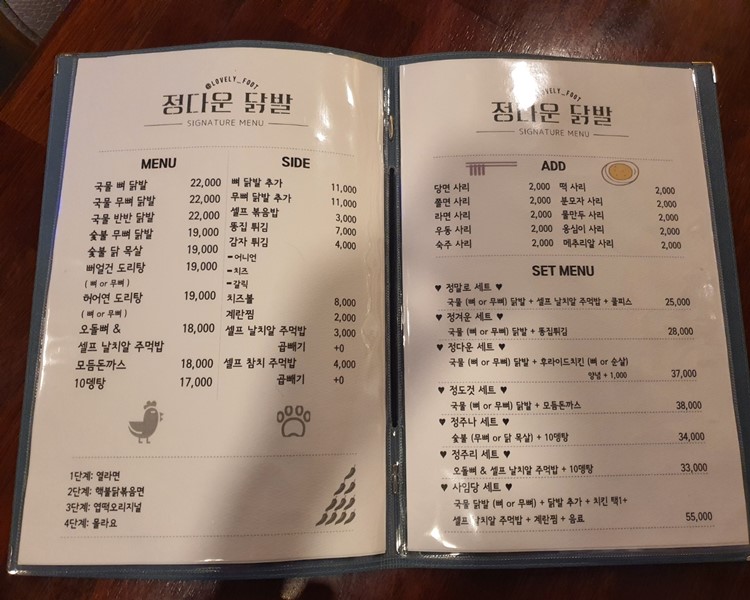 @LOVELY_FOOT
정다운 닭발
SIGNATURE MENU
MENU
국물 뼈 닭발 22,000
국물 무뼈 닭발 22,000
국물 반반 닭발 22,000
숯불 무뼈 닭발 19,000
숯불 닭 목살 19,000
뻐얼건 도리탕 19,000
( 뼈 or 무뼈 )
허어연 도리탕 19,000
( 뼈 or 무뼈 )
오돌뼈 & 18,000
셀프 날치알 주먹밥
모듬돈까스 18,000
10멩탕 17,000
SIDE
뼈 닭발 추가 11,000
무뼈 닭발 추가 11,000
셀프 볶음밥 3,000
똥집 튀김 7,000
감자 튀김 4,000
-어니언
-치즈
-갈릭
치즈볼 8,000
계란찜 2,000
셀프 날치알 주먹밥 3,000
곱빼기 +0
셀프 참치 주먹밥 4,000
곱빼기 +0
1단계: 열라면
2단계: 핵불닭볶음면
3단계: 엽떡오리지널
4단계: 몰라요
LOVELY_FOOT
정다운 닭발
SIGNATURE MENU
ADD
당면 사리 2,000 떡 사리 2,000
쫄면 사리 2,000 분모자 사리 2,000
라면 사리 2,000 물만두 사리 2,000
우동 사리 2,000 옹심이 사리 2,000
숙주 사리 2,000 메추리알 사리 2,000
SET MENU
♥ 정말로 세트 ♥
국물 (뼈 or 무뼈) 닭발 + 셀프 날치알 주먹밥 + 쿨피스 25,000
♥ 정겨운 세트 ♥
국물 (뼈 or 무뼈) 닭발 + 똥집튀김 28,000
♥ 정다운 세트 ♥
국물 (뼈 or 무뼈) 닭발 + 후라이드치킨 (뼈 or 순살) 37,000
양념 + 1,000
♥ 정도것 세트 ♥
국물 (뼈 or 무뼈) 닭발 + 모듬돈까스 38,000
♥ 정주나 세트 ♥
숯불 (무뼈 or 닭 목살) + 10멩탕 34,000
♥ 정주리 세트 ♥
오돌뼈 & 셀프 날치알 주먹밥 + 10멩탕 33,000
♥ 사임당 세트 ♥
국물 닭발 (뼈 or 무뼈) + 닭발 추가 + 치킨 택1+
셀프 날치알 주먹밥 + 계란찜 + 음료 55,000